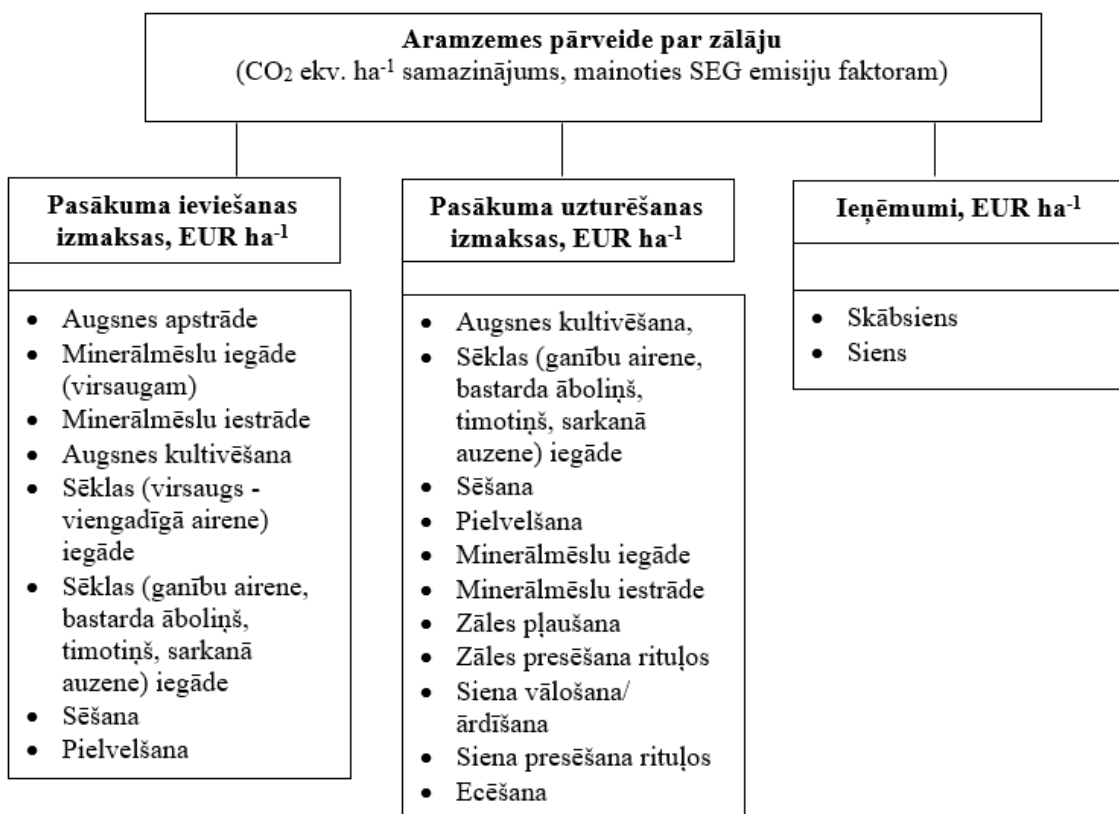 Aramzemes pārveide par zālāju
(CO₂ ekv. ha⁻¹ samazinājums, mainoties SEG emisiju faktoram)
Pasākuma ieviešanas
izmaksas, EUR ha⁻¹
• Augsnes apstrāde
• Minerālmēslu iegāde
(virsaugam)
• Minerālmēslu iestrāde
• Augsnes kultivēšana
• Sēklas (virsaugs -
viengadīgā airene)
iegāde
• Sēklas (ganību airene,
bastarda āboliņš,
timotiņš, sarkanā
auzene) iegāde
• Sēšana
• Pielvelšana
Pasākuma uzturēšanas
izmaksas, EUR ha⁻¹
• Augsnes kultivēšana,
• Sēklas (ganību airene,
bastarda āboliņš,
timotiņš, sarkanā
auzene) iegāde
• Sēšana
• Pielvelšana
• Minerālmēslu iegāde
• Minerālmēslu iestrāde
• Zāles pļaušana
• Zāles presēšana rituļos
• Siena vālošana/
ārdīšana
• Siena presēšana rituļos
• Ecēšana
Ieņēmumi, EUR ha⁻¹
• Skābsiens
• Siens